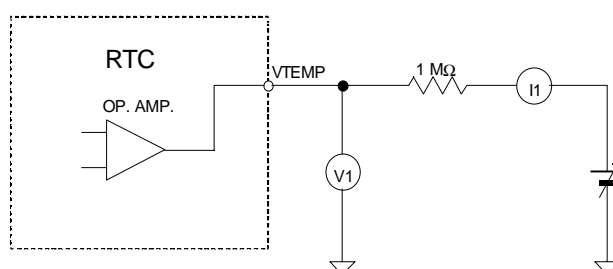 RTC
VTEMP
1 MΩ
OP. AMP.
I1
V1